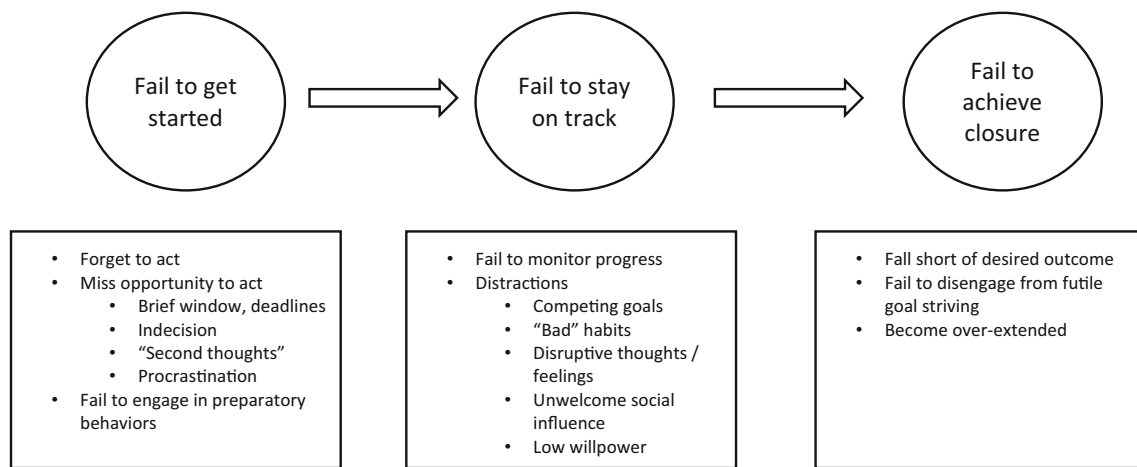 Fail to get
started
Fail to stay
on track
Fail to
achieve
closure
• Forget to act
• Miss opportunity to act
• Brief window, deadlines
• Indecision
• “Second thoughts”
• Procrastination
• Fail to engage in preparatory
behaviors
• Fail to monitor progress
• Distractions
• Competing goals
• “Bad” habits
• Disruptive thoughts /
feelings
• Unwelcome social
influence
• Low willpower
• Fall short of desired outcome
• Fail to disengage from futile
goal striving
• Become over-extended